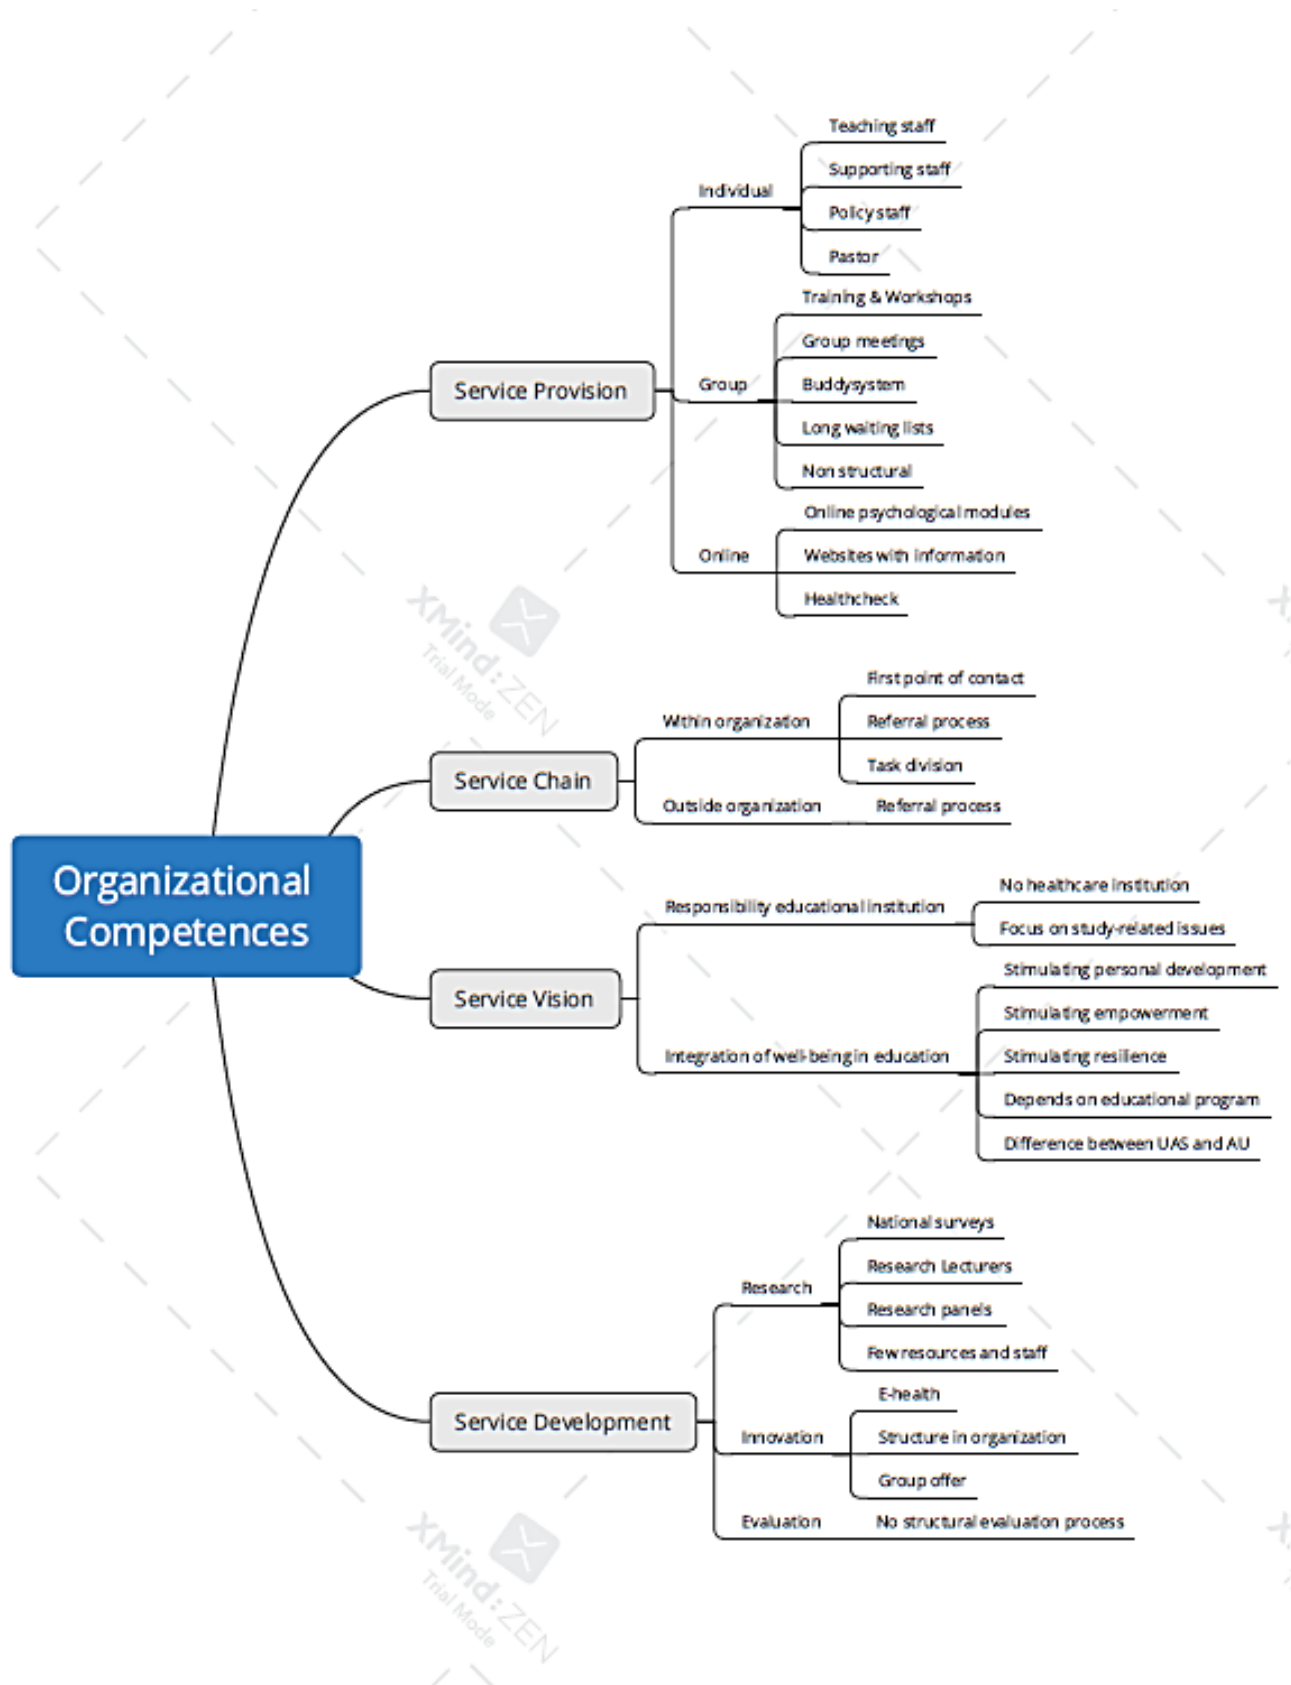 Teaching staff
Supporting staff
Individual
Policy staff
Pastor
Training & Workshops
Group meetings
Service Provision
Group
Buddysystem
Long waiting lists
Non structural
Online psychological modules
Online
Websites with information
Healthcheck
XMind:ZEN
Trial Mode
First point of contact
Within organization
Referral process
Task division
Service Chain
Outside organization
Referral process
Organizational
Competences
No healthcare institution
Responsibility educational institution
Focus on study-related issues
Service Vision
Stimulating personal development
Stimulating empowerment
Integration of well-being in education
Stimulating resilience
Depends on educational program
Difference between UAS and AU
National surveys
Research Lecturers
Research
Research panels
Few resources and staff
Service Development
E-health
Innovation
Structure in organization
Group offer
Evaluation
No structural evaluation process
XMind:ZEN
Trial Mode